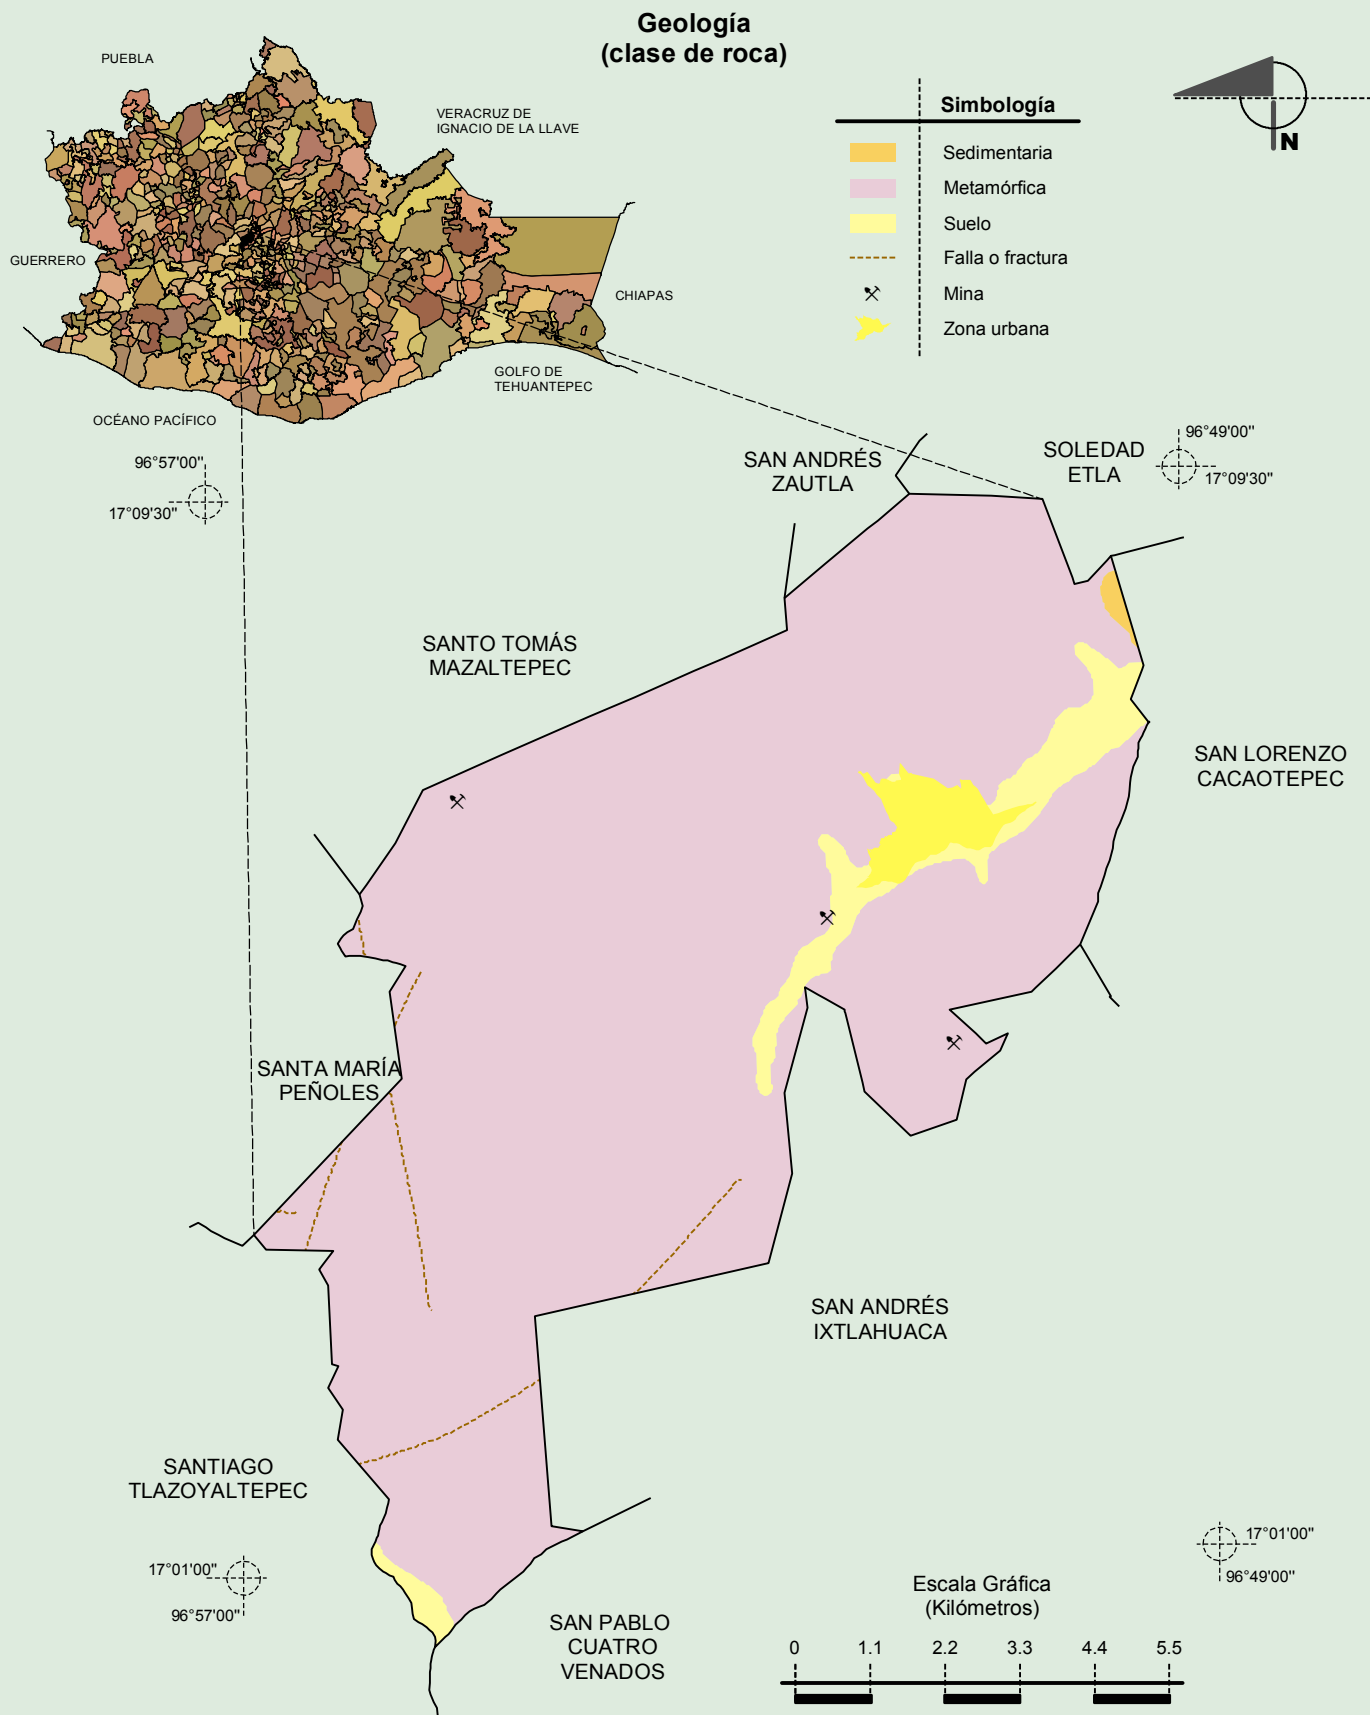 Geología
(clase de roca)
PUEBLA
VERACRUZ DE
IGNACIO DE LA LLAVE
GUERRERO
CHIAPAS
GOLFO DE
TEHUANTEPEC
OCÉANO PACÍFICO
Simbología
Sedimentaria
Metamórfica
Suelo
Falla o fractura
Mina
Zona urbana
N
96°57'00"
17°09'30"
96°49'00"
17°09'30"
SAN ANDRÉS
ZAUTLA
SOLEDAD
ETLA
SANTO TOMÁS
MAZALTEPEC
SAN LORENZO
CACAOTEPEC
SANTA MARÍA
PEÑOLES
SAN ANDRÉS
IXTLAHUACA
SANTIAGO
TLAZOYALTEPEC
17°01'00"
96°57'00"
17°01'00"
96°49'00"
SAN PABLO
CUATRO
VENADOS
Escala Gráfica
(Kilómetros)
0 1.1 2.2 3.3 4.4 5.5